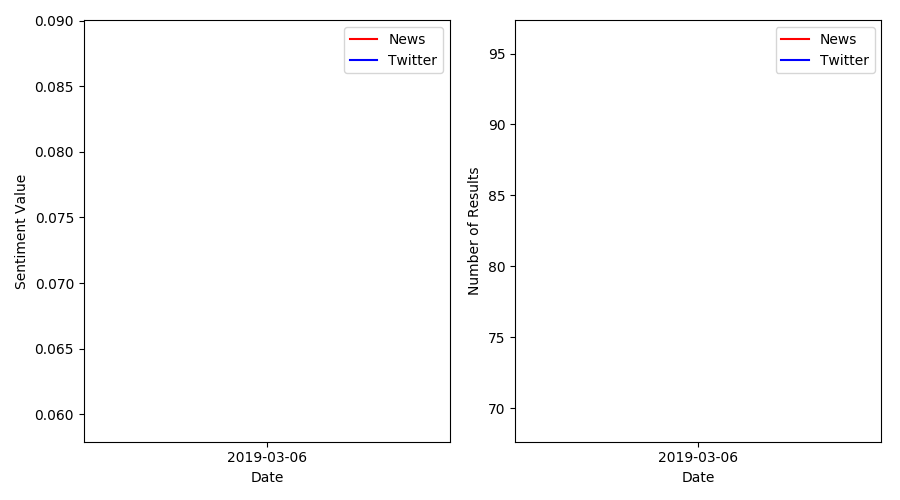 0.090
0.085
0.080
0.075
0.070
0.065
0.060
Sentiment Value
2019-03-06
Date
News
Twitter
95
90
85
80
75
70
Number of Results
2019-03-06
Date
News
Twitter